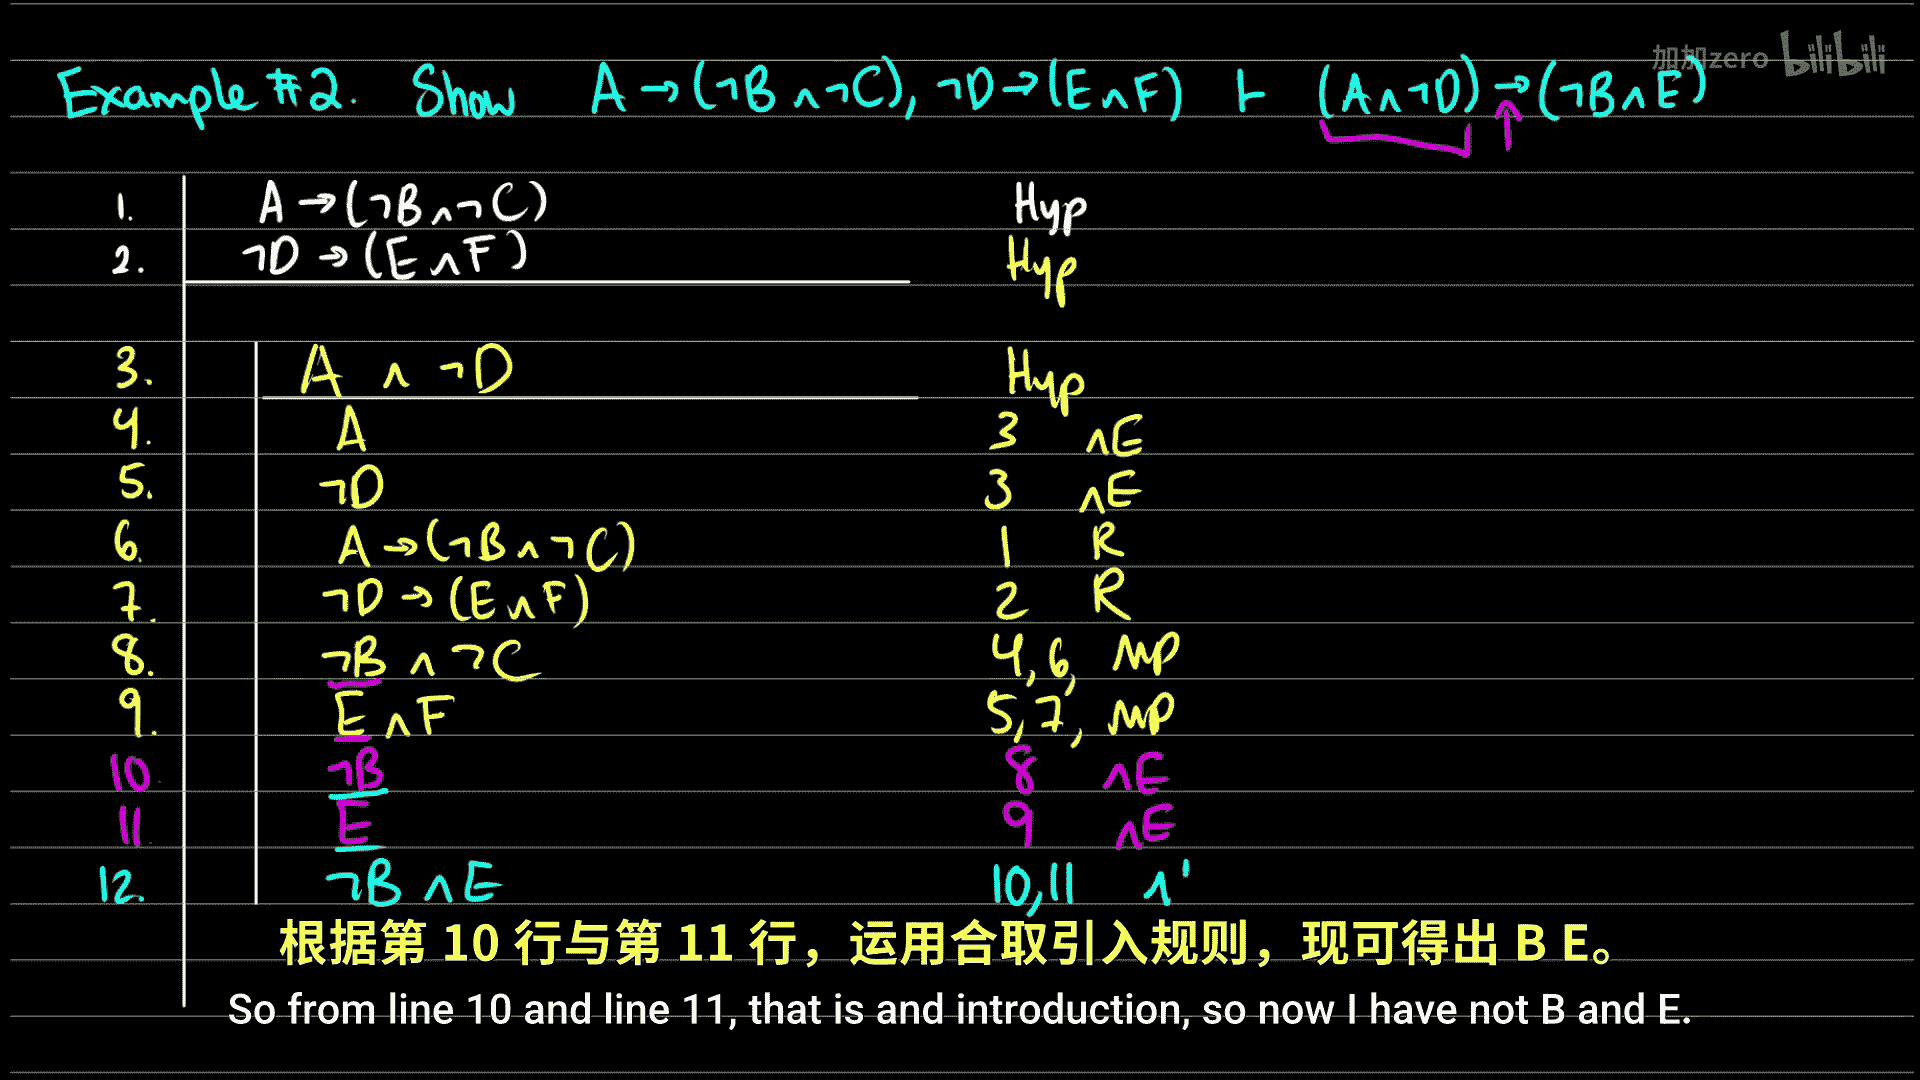 加加zero bilibili
Example #2. Show A → (¬B ∧ ¬C), ¬D → (E ∧ F) ⊢ (A ∧ ¬D) → (¬B ∧ E)
1. A → (¬B ∧ ¬C) Hyp
2. ¬D → (E ∧ F) Hyp
3. A ∧ ¬D Hyp
4. A 3 ∧E
5. ¬D 3 ∧E
6. A → (¬B ∧ ¬C) 1 R
7. ¬D → (E ∧ F) 2 R
8. ¬B ∧ ¬C 4,6, MP
9. E ∧ F 5,7, MP
10. ¬B 8 ∧E
11 E 9 ∧E
12. ¬B ∧ E 10,11 ∧'
根据第 10 行与第 11 行，运用合取引入规则，现可得出 B E。
So from line 10 and line 11, that is and introduction, so now I have not B and E.